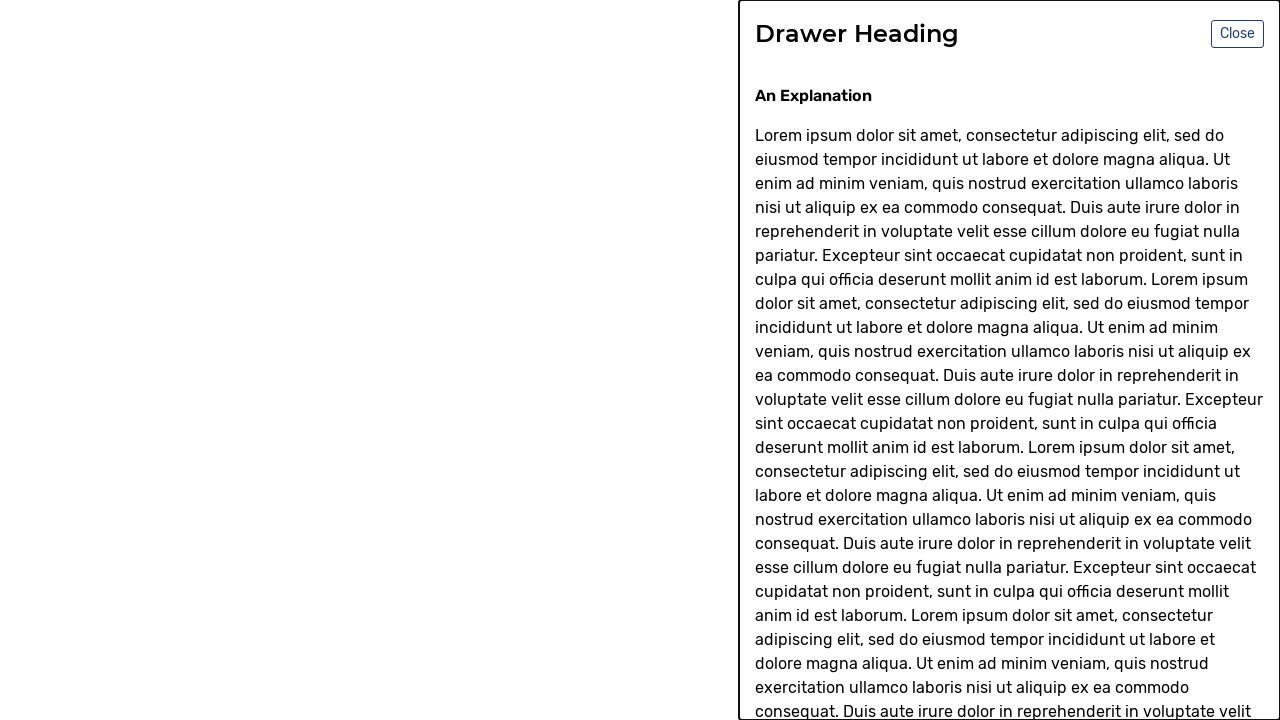 Drawer Heading
Close
An Explanation
Lorem ipsum dolor sit amet, consectetur adipiscing elit, sed do
eiusmod tempor incididunt ut labore et dolore magna aliqua. Ut
enim ad minim veniam, quis nostrud exercitation ullamco laboris
nisi ut aliquip ex ea commodo consequat. Duis aute irure dolor in
reprehenderit in voluptate velit esse cillum dolore eu fugiat nulla
pariatur. Excepteur sint occaecat cupidatat non proident, sunt in
culpa qui officia deserunt mollit anim id est laborum. Lorem ipsum
dolor sit amet, consectetur adipiscing elit, sed do eiusmod tempor
incididunt ut labore et dolore magna aliqua. Ut enim ad minim
veniam, quis nostrud exercitation ullamco laboris nisi ut aliquip ex
ea commodo consequat. Duis aute irure dolor in reprehenderit in
voluptate velit esse cillum dolore eu fugiat nulla pariatur. Excepteur
sint occaecat cupidatat non proident, sunt in culpa qui officia
deserunt mollit anim id est laborum. Lorem ipsum dolor sit amet,
consectetur adipiscing elit, sed do eiusmod tempor incididunt ut
labore et dolore magna aliqua. Ut enim ad minim veniam, quis
nostrud exercitation ullamco laboris nisi ut aliquip ex ea commodo
consequat. Duis aute irure dolor in reprehenderit in voluptate velit
esse cillum dolore eu fugiat nulla pariatur. Excepteur sint occaecat
cupidatat non proident, sunt in culpa qui officia deserunt mollit
anim id est laborum. Lorem ipsum dolor sit amet, consectetur
adipiscing elit, sed do eiusmod tempor incididunt ut labore et
dolore magna aliqua. Ut enim ad minim veniam, quis nostrud
exercitation ullamco laboris nisi ut aliquip ex ea commodo
consequat. Duis aute irure dolor in reprehenderit in voluptate velit